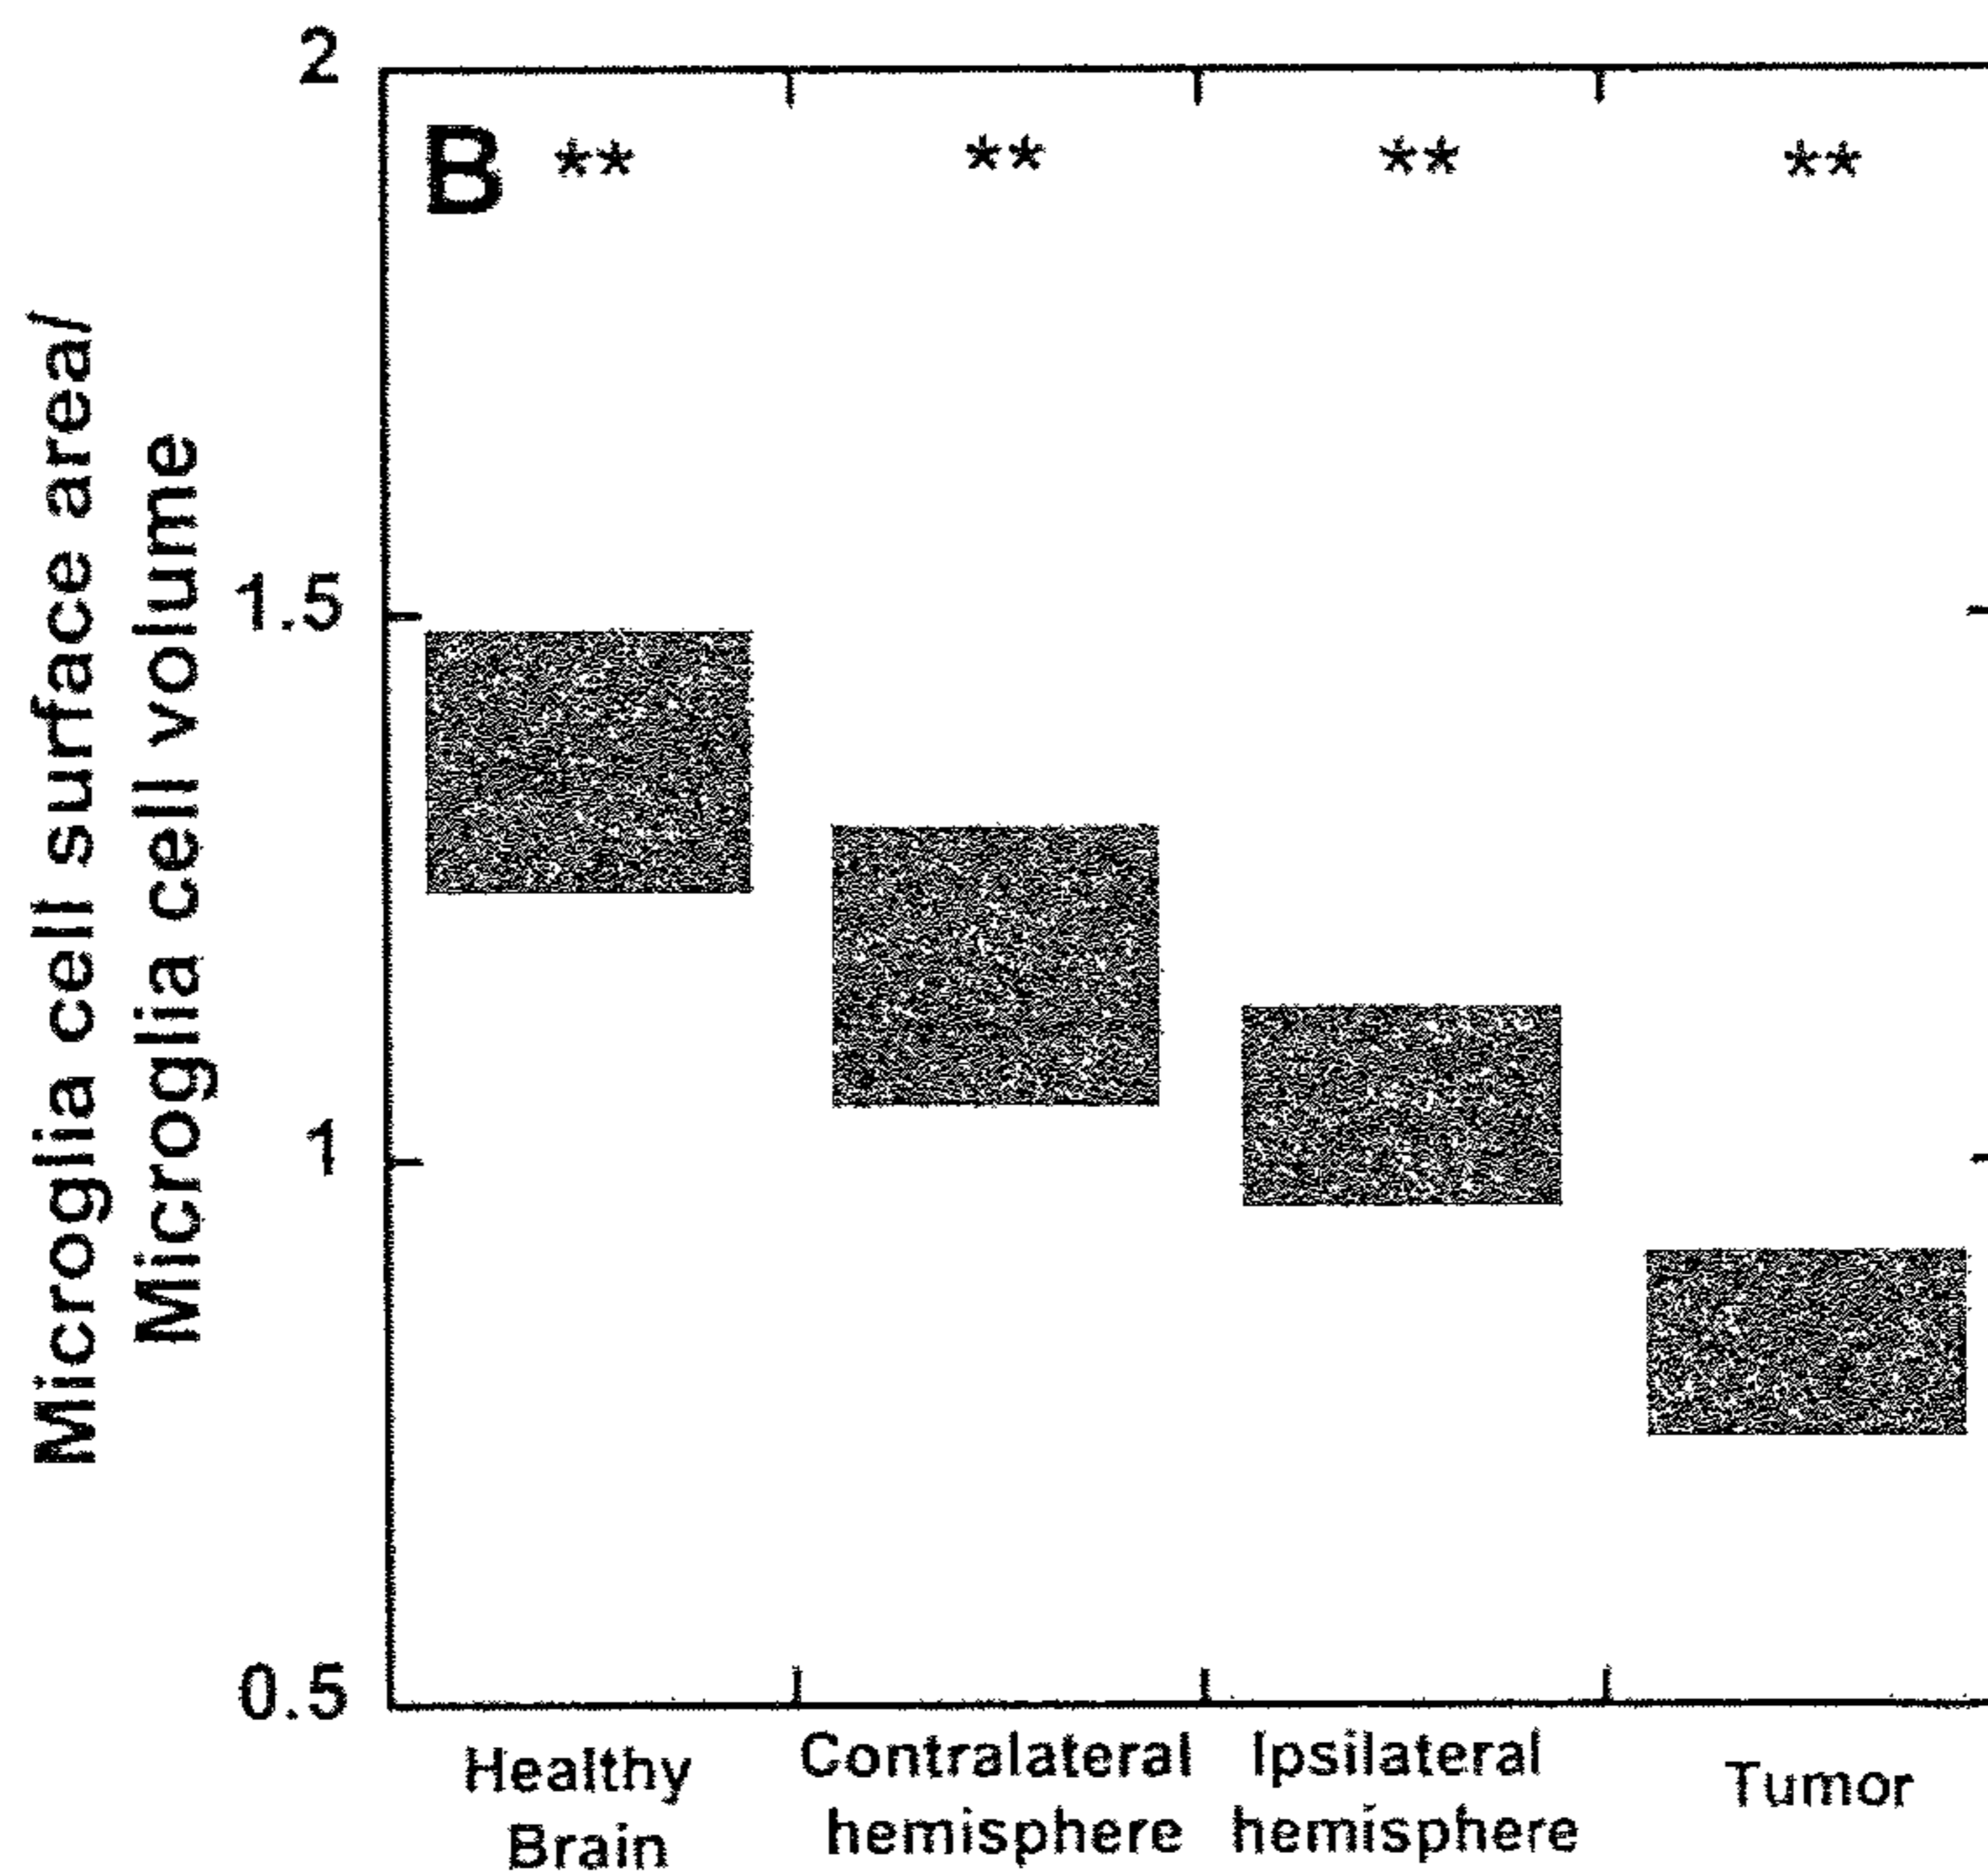 Microglia cell surface area/
Microglia cell volume
2
1.5
1
0.5
B ** ** ** **
Healthy
Brain
Contralateral
hemisphere
Ipsilateral
hemisphere
Tumor